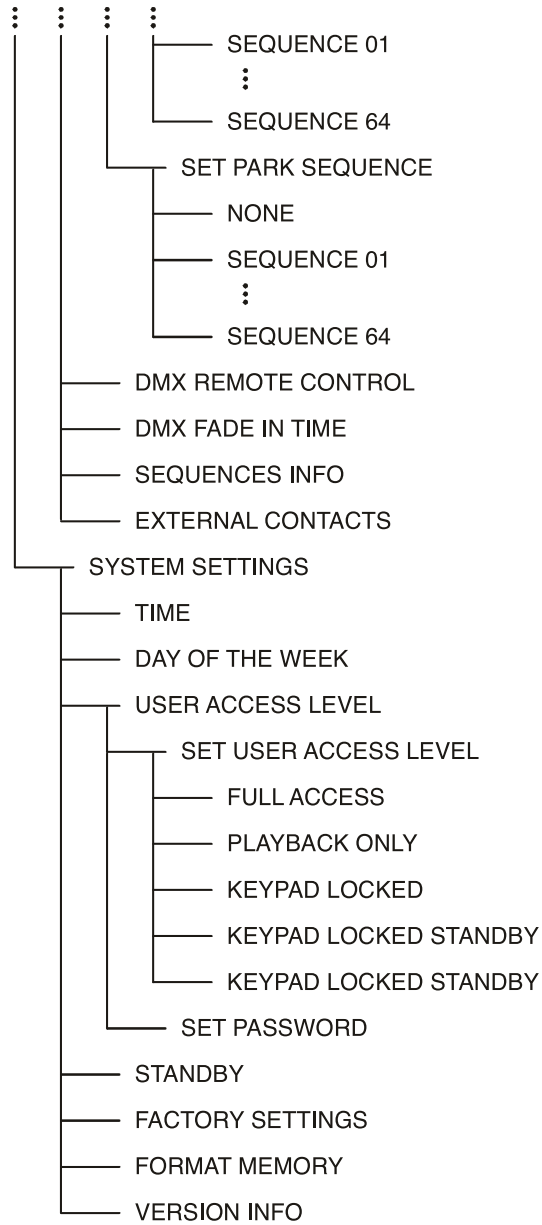 SEQUENCE 01
SEQUENCE 64
SET PARK SEQUENCE
NONE
SEQUENCE 01
SEQUENCE 64
DMX REMOTE CONTROL
DMX FADE IN TIME
SEQUENCES INFO
EXTERNAL CONTACTS
SYSTEM SETTINGS
TIME
DAY OF THE WEEK
USER ACCESS LEVEL
SET USER ACCESS LEVEL
FULL ACCESS
PLAYBACK ONLY
KEYPAD LOCKED
KEYPAD LOCKED STANDBY
KEYPAD LOCKED STANDBY
SET PASSWORD
STANDBY
FACTORY SETTINGS
FORMAT MEMORY
VERSION INFO